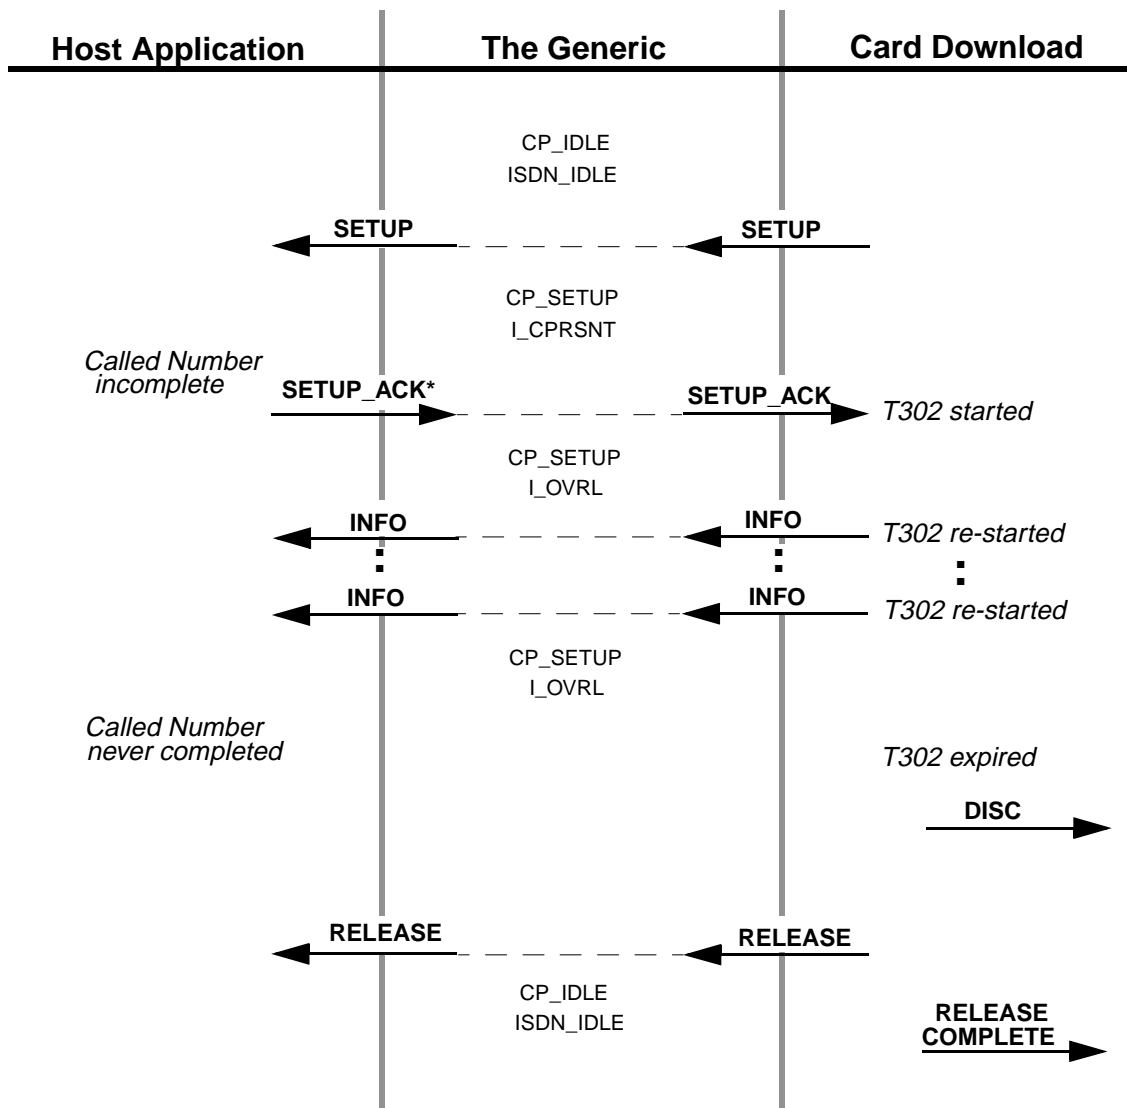 Host Application The Generic Card Download
CP_IDLE
ISDN_IDLE
SETUP SETUP
CP_SETUP
I_CPRSNT
Called Number
incomplete
SETUP_ACK* SETUP_ACK
T302 started
CP_SETUP
I_OVRL
INFO INFO
T302 re-started
INFO INFO
T302 re-started
CP_SETUP
I_OVRL
Called Number
never completed
T302 expired
DISC
RELEASE RELEASE
CP_IDLE
ISDN_IDLE
RELEASE
COMPLETE